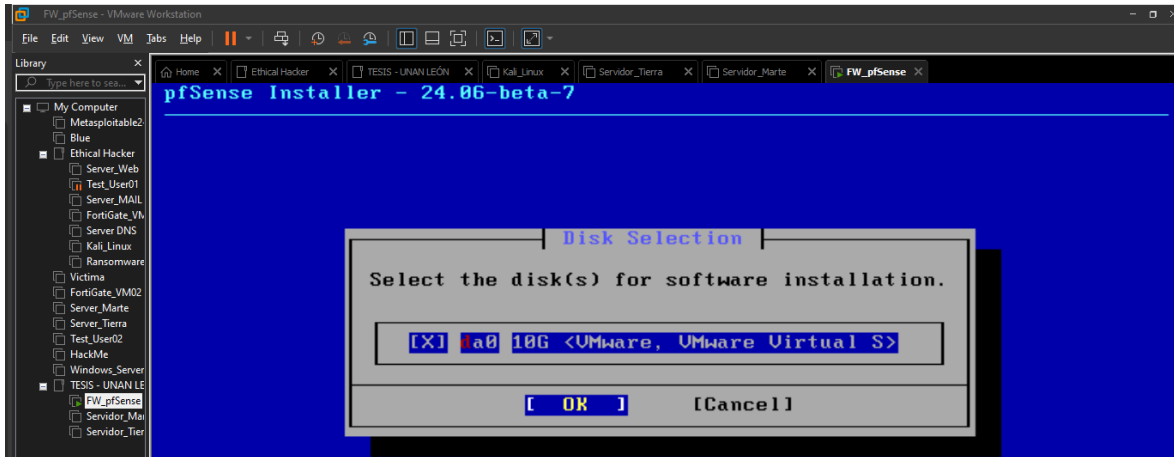 FW_pfSense - VMware Workstation
File Edit View VM Tabs Help
Library
Type here to sea...
My Computer
Metasploitable2-
Blue
Ethical Hacker
Server_Web
Test_User01
Server_MAIL
FortiGate_VM
Server DNS
Kali_Linux
Ransomware
Victima
FortiGate_VM02
Server_Marte
Server_Tierra
Test_User02
HackMe
Windows_Server
TESIS - UNAN LE
FW_pfSense
Servidor_Mar
Servidor_Tier
Home Ethical Hacker TESIS - UNAN LEÓN Kali_Linux Servidor_Tierra Servidor_Marte FW_pfSense
pfSense Installer - 24.06-beta-7
Disk Selection
Select the disk(s) for software installation.
[X] da0 10G <VMware, VMware Virtual S>
[ OK ] [Cancel]